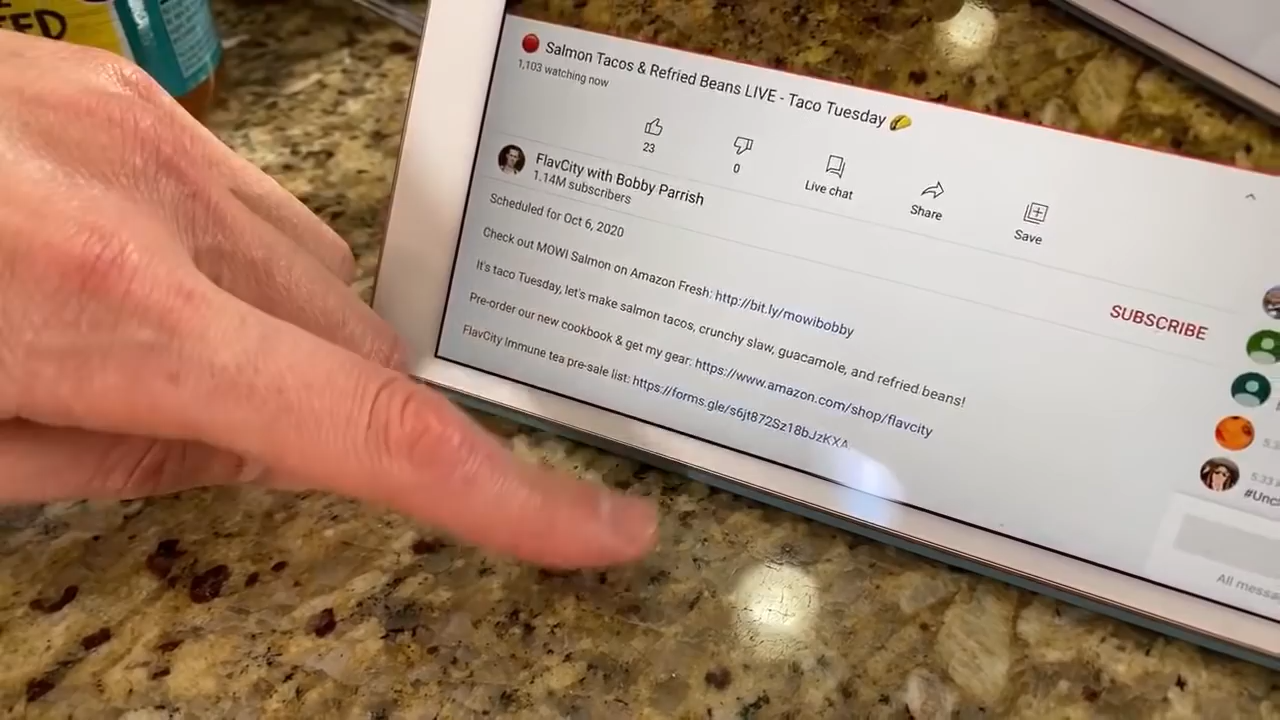 🔴 Salmon Tacos & Refried Beans LIVE - Taco Tuesday 🌮
1,103 watching now
23
0
Live chat
Share
Save
FlavCity with Bobby Parrish
1.14M subscribers
SUBSCRIBE
Scheduled for Oct 6, 2020
Check out MOWI Salmon on Amazon Fresh: http://bit.ly/mowibobby
It's taco Tuesday, let's make salmon tacos, crunchy slaw, guacamole, and refried beans!
Pre-order our new cookbook & get my gear: https://www.amazon.com/shop/flavcity
FlavCity Immune tea pre-sale list: https://forms.gle/s6jt872Sz18bJzKXA